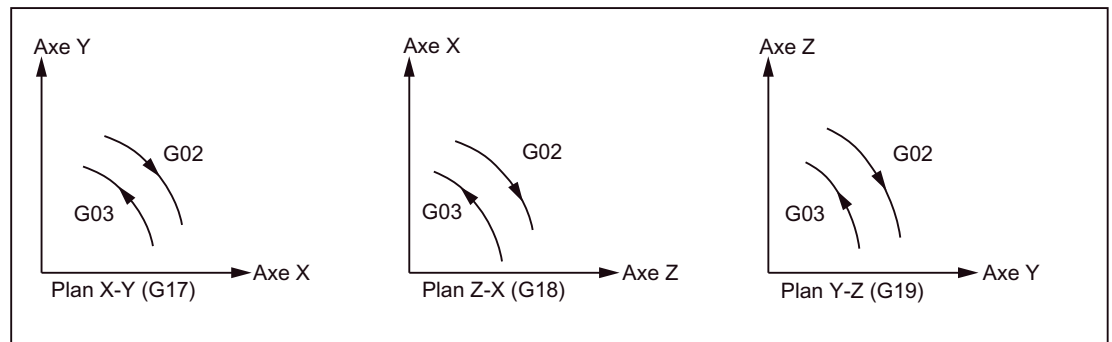 Axe Y
G02
G03
Axe X
Plan X-Y (G17)
Axe X
G02
G03
Axe Z
Plan Z-X (G18)
Axe Z
G02
G03
Axe Y
Plan Y-Z (G19)